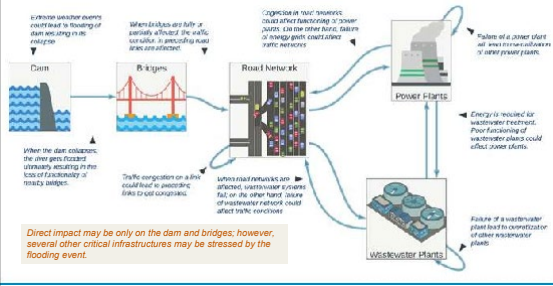 Extreme weather events
could lead to flooding of
dam resulting in its
collapse
When bridges are fully or
partially affected, the traffic
condition in preceding road
links are affected.
Congestion in road networks
could affect functioning of power
plants. On the other hand, failure
of energy grids could affect
traffic networks
Failure of a power plant
will lead to
of other power plants.
Dam
Bridges
Road Network
Power Plants
When the dam collapses,
the river gets flooded
ultimately resulting in the
loss of functionality of
nearby bridges.
Traffic congestion on a link
could lead to preceding
links to get congested.
When road networks are
affected, wastewater systems
fail; on the other hand, failure
of wastewater network could
affect traffic conditions
Energy is required for
wastewater treatment.
Poor functioning of
wastewater plants could
affect power plants.
Wastewater Plants
Failure of a wastewater
plant lead to overutilization
of other wastewater
plants
Direct impact may be only on the dam and bridges; however,
several other critical infrastructures may be stressed by the
flooding event.